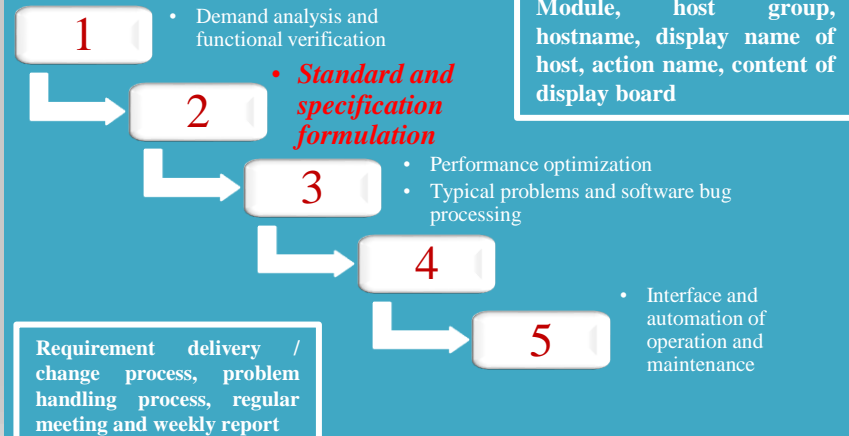 1
• Demand analysis and
functional verification
Module, host group,
hostname, display name of
host, action name, content of
display board
2
• Standard and
specification
formulation
3
• Performance optimization
• Typical problems and software bug
processing
4
5
• Interface and
automation of
operation and
maintenance
Requirement delivery /
change process, problem
handling process, regular
meeting and weekly report